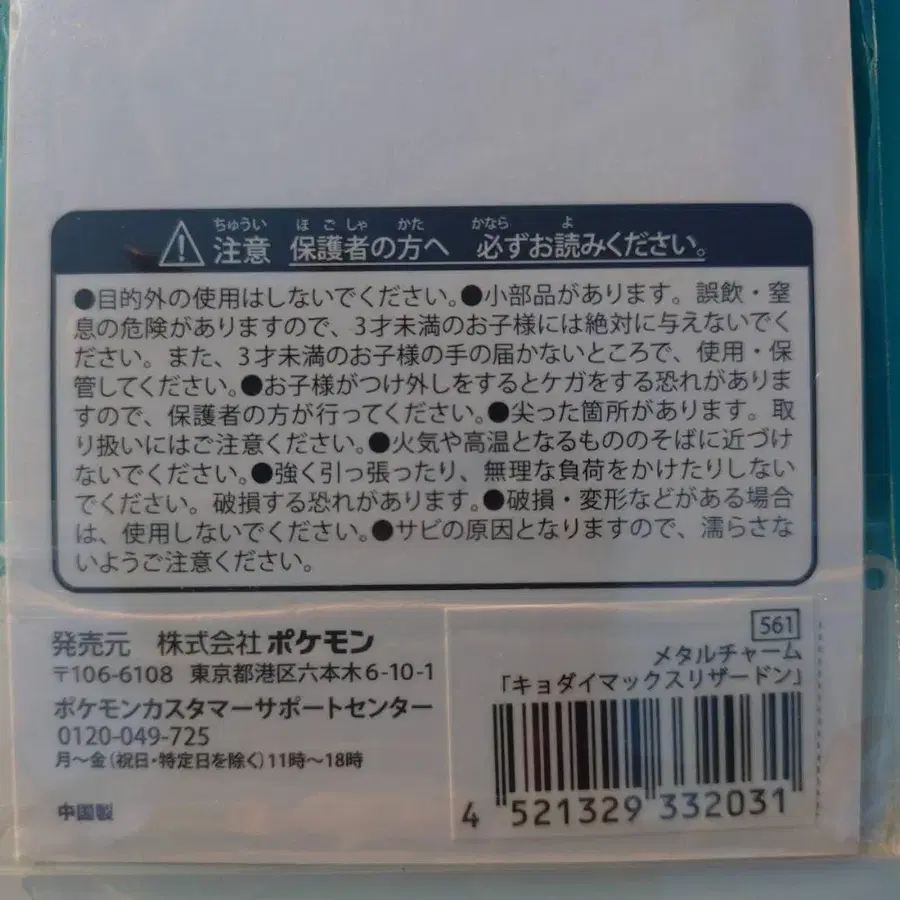 注意 保護者の方へ 必ずお読みください。
ちゅうい ほごしゃ かた かなら よ
●目的外の使用はしないでください。●小部品があります。誤飲・窒
息の危険がありますので、3才未満のお子様には絶対に与えないでく
ださい。また、3才未満のお子様の手の届かないところで、使用・保
管してください。●お子様がつけ外しをするとケガをする恐れがありま
すので、保護者の方が行ってください。●尖った箇所があります。取
り扱いにはご注意ください。●火気や高温となるもののそばに近づけ
ないでください。●強く引っ張ったり、無理な負荷をかけたりしない
でください。破損する恐れがあります。●破損・変形などがある場合
は、使用しないでください。●サビの原因となりますので、濡らさな
いようご注意ください。
発売元 株式会社 ポケモン
〒106-6108 東京都港区六本木6-10-1
ポケモンカスタマーサポートセンター
0120-049-725
月〜金(祝日・特定日を除く)11時〜18時
中国製
561
メタルチャーム
「キョダイマックスリザードン」
4 521329 332031